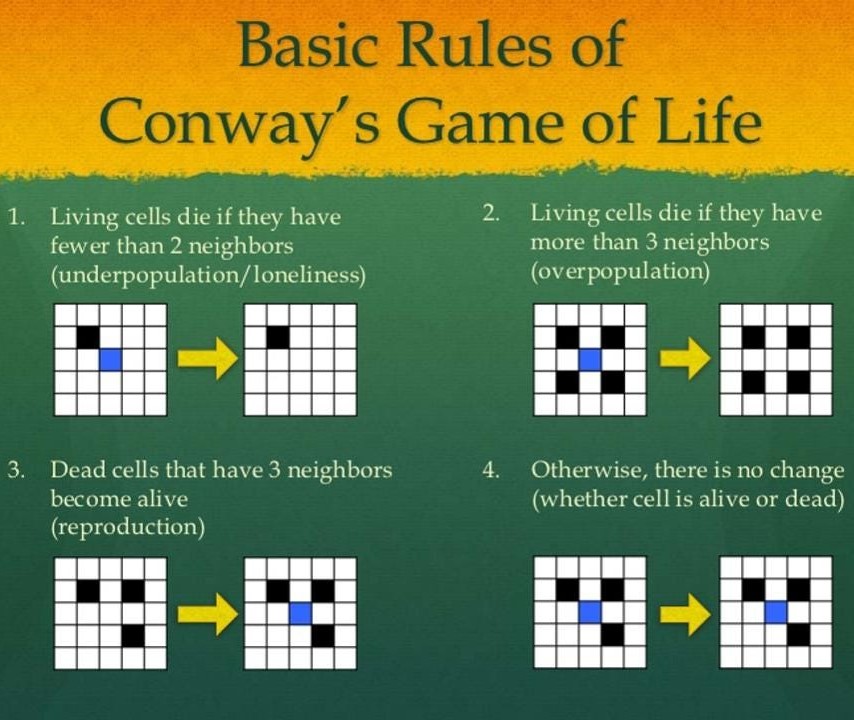 Basic Rules of
Conway’s Game of Life
1. Living cells die if they have
fewer than 2 neighbors
(underpopulation/loneliness)
2. Living cells die if they have
more than 3 neighbors
(overpopulation)
3. Dead cells that have 3 neighbors
become alive
(reproduction)
4. Otherwise, there is no change
(whether cell is alive or dead)